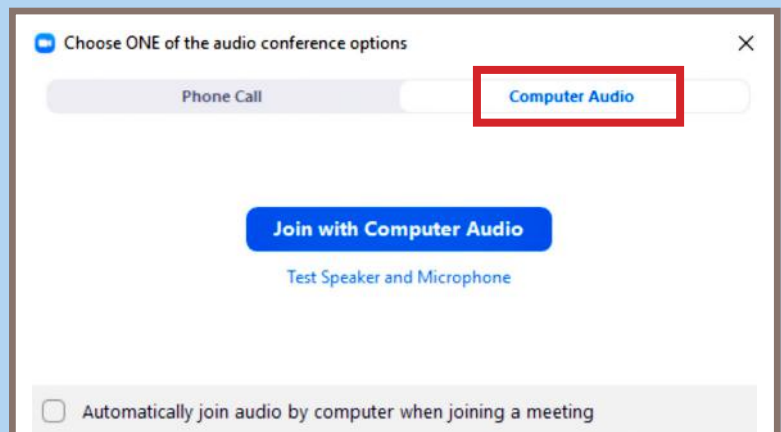 Choose ONE of the audio conference options
Phone Call
Computer Audio
Join with Computer Audio
Test Speaker and Microphone
Automatically join audio by computer when joining a meeting